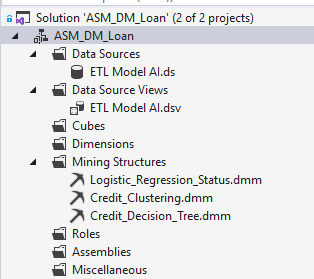 Solution 'ASM_DM_Loan' (2 of 2 projects)
ASM_DM_Loan
Data Sources
ETL Model AI.ds
Data Source Views
ETL Model AI.dsv
Cubes
Dimensions
Mining Structures
Logistic_Regression_Status.dmm
Credit_Clustering.dmm
Credit_Decision_Tree.dmm
Roles
Assemblies
Miscellaneous